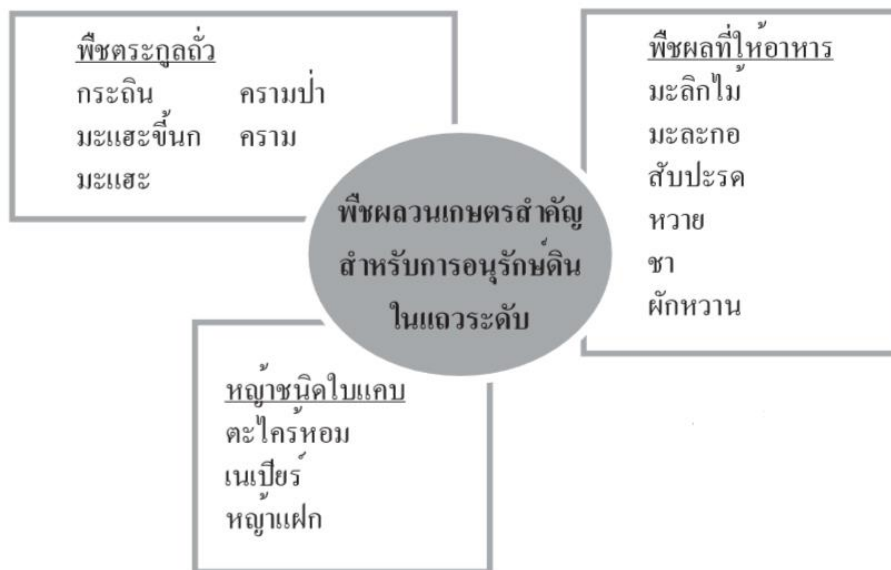 พืชตระกูลถั่ว
กระถิน ครามป่า
มะแฮะขี้นก คราม
มะแฮะ
พืชผลที่ให้อาหาร
มะลิกไม้
มะละกอ
สับปะรด
หวาย
ชา
ผักหวาน
พืชผลวนเกษตรสำคัญ
สำหรับการอนุรักษ์ดิน
ในแถวระดับ
หญ้าชนิดใบแคบ
ตะไคร้หอม
เนเปียร์
หญ้าแฝก